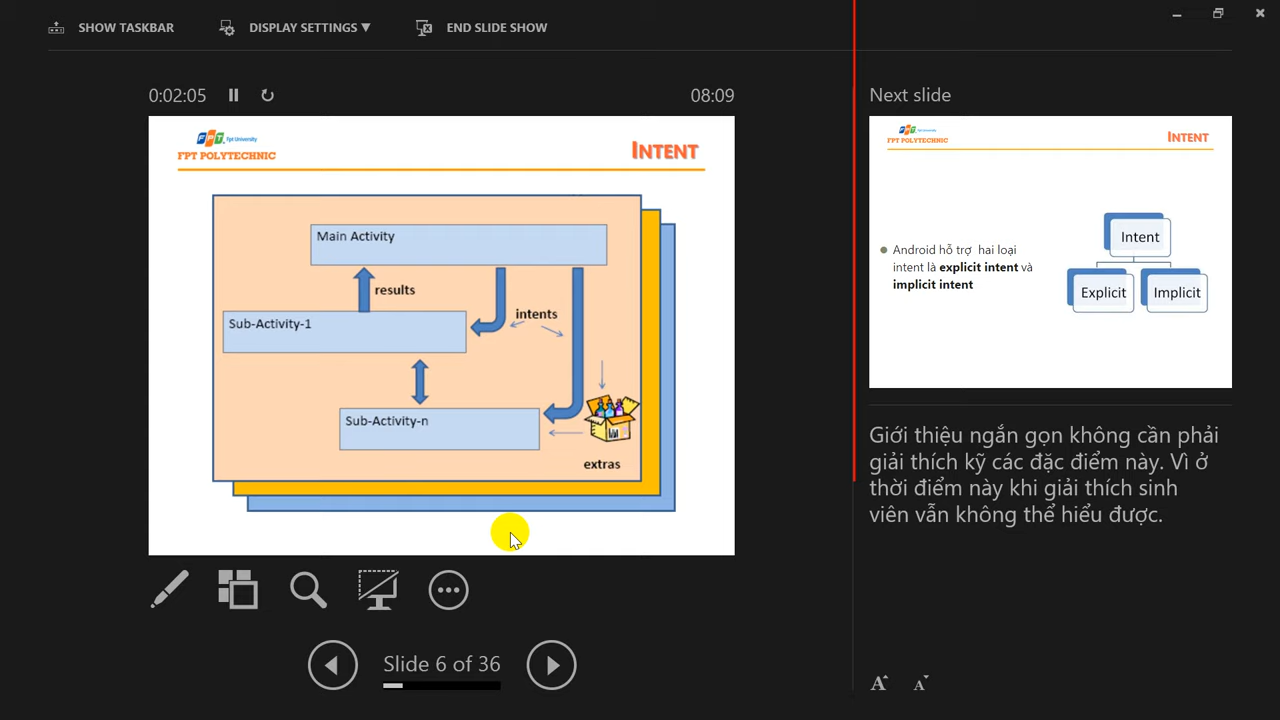 SHOW TASKBAR
DISPLAY SETTINGS ▼
END SLIDE SHOW
0:02:05
08:09
FPT Fpt University
FPT POLYTECHNIC
INTENT
Main Activity
results
intents
Sub-Activity-1
Sub-Activity-n
extras
Slide 6 of 36
Next slide
FPT POLYTECHNIC
INTENT
Android hỗ trợ hai loại
intent là explicit intent và
implicit intent
Intent
Explicit
Implicit
Giới thiệu ngắn gọn không cần phải
giải thích kỹ các đặc điểm này. Vì ở
thời điểm này khi giải thích sinh
viên vẫn không thể hiểu được.
A
A